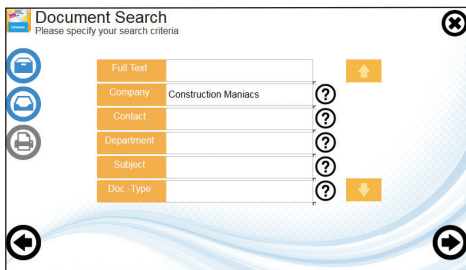 Document Search
Please specify your search criteria
Full Text
Company Construction Maniacs ?
Contact ?
Department ?
Subject ?
Doc.-Type ?